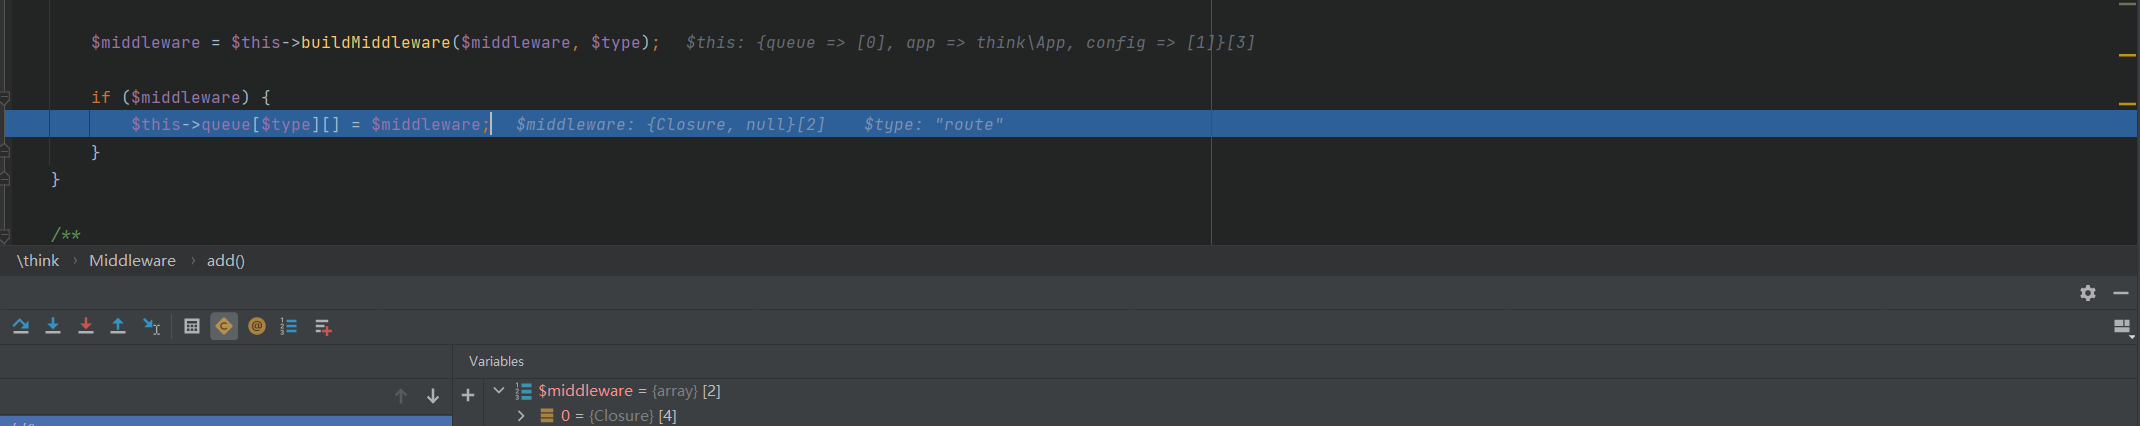 $middleware = $this->buildMiddleware($middleware, $type);   $this: {queue => [0], app => think\App, config => [1]}[3]
if ($middleware) {
$this->queue[$type][] = $middleware;   $middleware: {Closure, null}[2]    $type: "route"
}
}
/**
\think › Middleware › add()
Variables
$middleware = {array} [2]
0 = {Closure} [4]